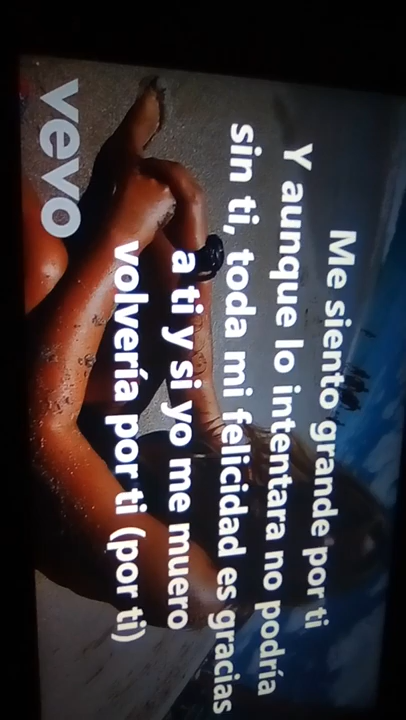 Me siento grande por ti
Y aunque lo intentara no podría
sin ti, toda mi felicidad es gracias
a ti y si yo me muero
volvería por ti (por ti)
vevo